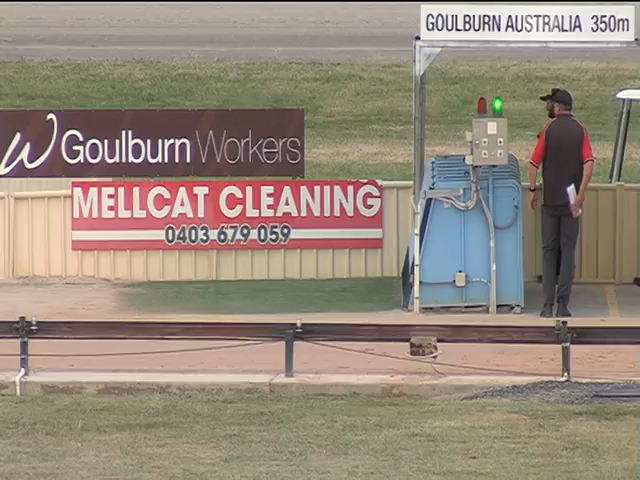 GOULBURN AUSTRALIA 350m
w Goulburn Workers
MELLCAT CLEANING
0403 679 059